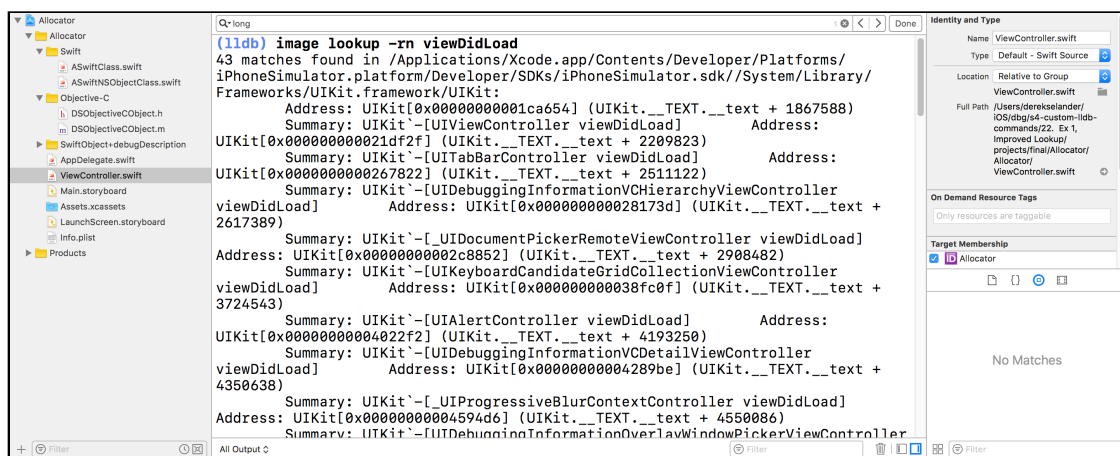 Allocator
Allocator
Swift
ASwiftClass.swift
ASwiftNSObjectClass.swift
Objective-C
DSObjectiveCObject.h
DSObjectiveCObject.m
SwiftObject+debugDescription
AppDelegate.swift
ViewController.swift
Main.storyboard
Assets.xcassets
LaunchScreen.storyboard
Info.plist
Products
Filter
long
1
Done
(lldb) image lookup -rn viewDidLoad
43 matches found in /Applications/Xcode.app/Contents/Developer/Platforms/
iPhoneSimulator.platform/Developer/SDKs/iPhoneSimulator.sdk//System/Library/
Frameworks/UIKit.framework/UIKit:
Address: UIKit[0x00000000001ca654] (UIKit.__TEXT.__text + 1867588)
Summary: UIKit`-[UIViewController viewDidLoad] Address:
UIKit[0x000000000021df2f] (UIKit.__TEXT.__text + 2209823)
Summary: UIKit`-[UITabBarController viewDidLoad] Address:
UIKit[0x0000000000267822] (UIKit.__TEXT.__text + 2511122)
Summary: UIKit`-[UIDebuggingInformationVCHierarchyViewController
viewDidLoad] Address: UIKit[0x000000000028173d] (UIKit.__TEXT.__text +
2617389)
Summary: UIKit`-[_UIDocumentPickerRemoteViewController viewDidLoad]
Address: UIKit[0x00000000002c8852] (UIKit.__TEXT.__text + 2908482)
Summary: UIKit`-[UIKeyboardCandidateGridCollectionViewController
viewDidLoad] Address: UIKit[0x000000000038fc0f] (UIKit.__TEXT.__text +
3724543)
Summary: UIKit`-[UIAlertController viewDidLoad] Address:
UIKit[0x00000000004022f2] (UIKit.__TEXT.__text + 4193250)
Summary: UIKit`-[UIDebuggingInformationVCDetailViewController
viewDidLoad] Address: UIKit[0x00000000004289be] (UIKit.__TEXT.__text +
4350638)
Summary: UIKit`-[_UIProgressiveBlurContextController viewDidLoad]
Address: UIKit[0x00000000004594d6] (UIKit.__TEXT.__text + 4550086)
Summary: UIKit`-[UIDebuggingInformationOverlayWindowPickerViewController
All Output
Filter
Identity and Type
Name ViewController.swift
Type Default - Swift Source
Location Relative to Group
ViewController.swift
Full Path /Users/derekselander/
iOS/dbg/s4-custom-lldb-
commands/22. Ex 1,
Improved Lookup/
projects/final/Allocator/
Allocator/
ViewController.swift
On Demand Resource Tags
Only resources are taggable
Target Membership
Allocator
{}
No Matches
Filter